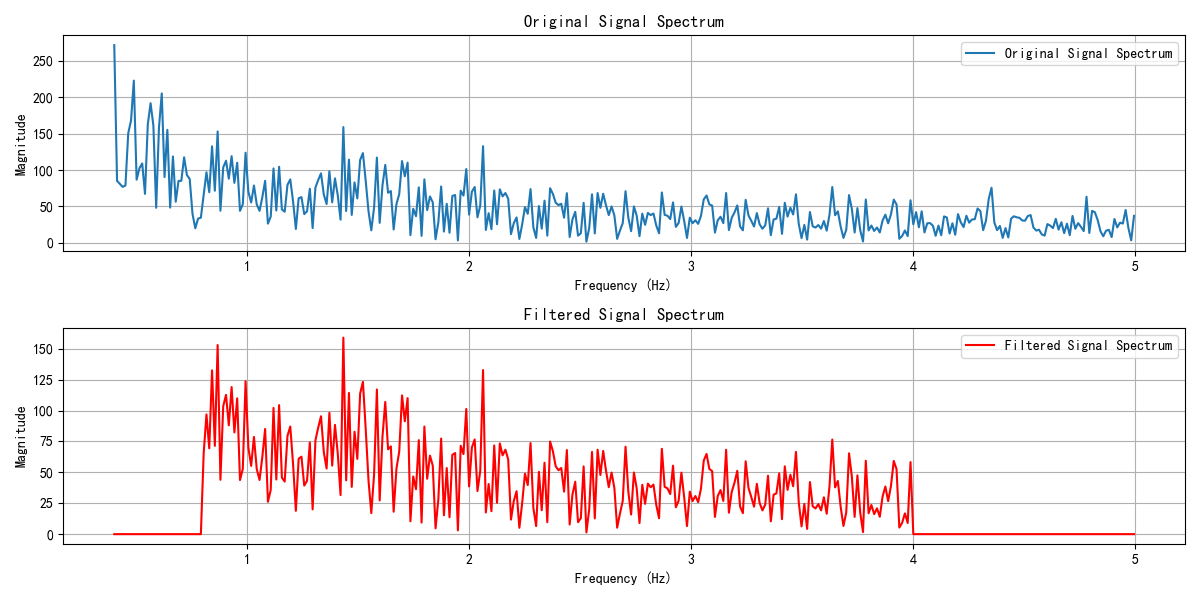 Original Signal Spectrum
Original Signal Spectrum
Magnitude
250
200
150
100
50
0
1 2 3 4 5
Frequency (Hz)
Filtered Signal Spectrum
Filtered Signal Spectrum
Magnitude
150
125
100
75
50
25
0
1 2 3 4 5
Frequency (Hz)